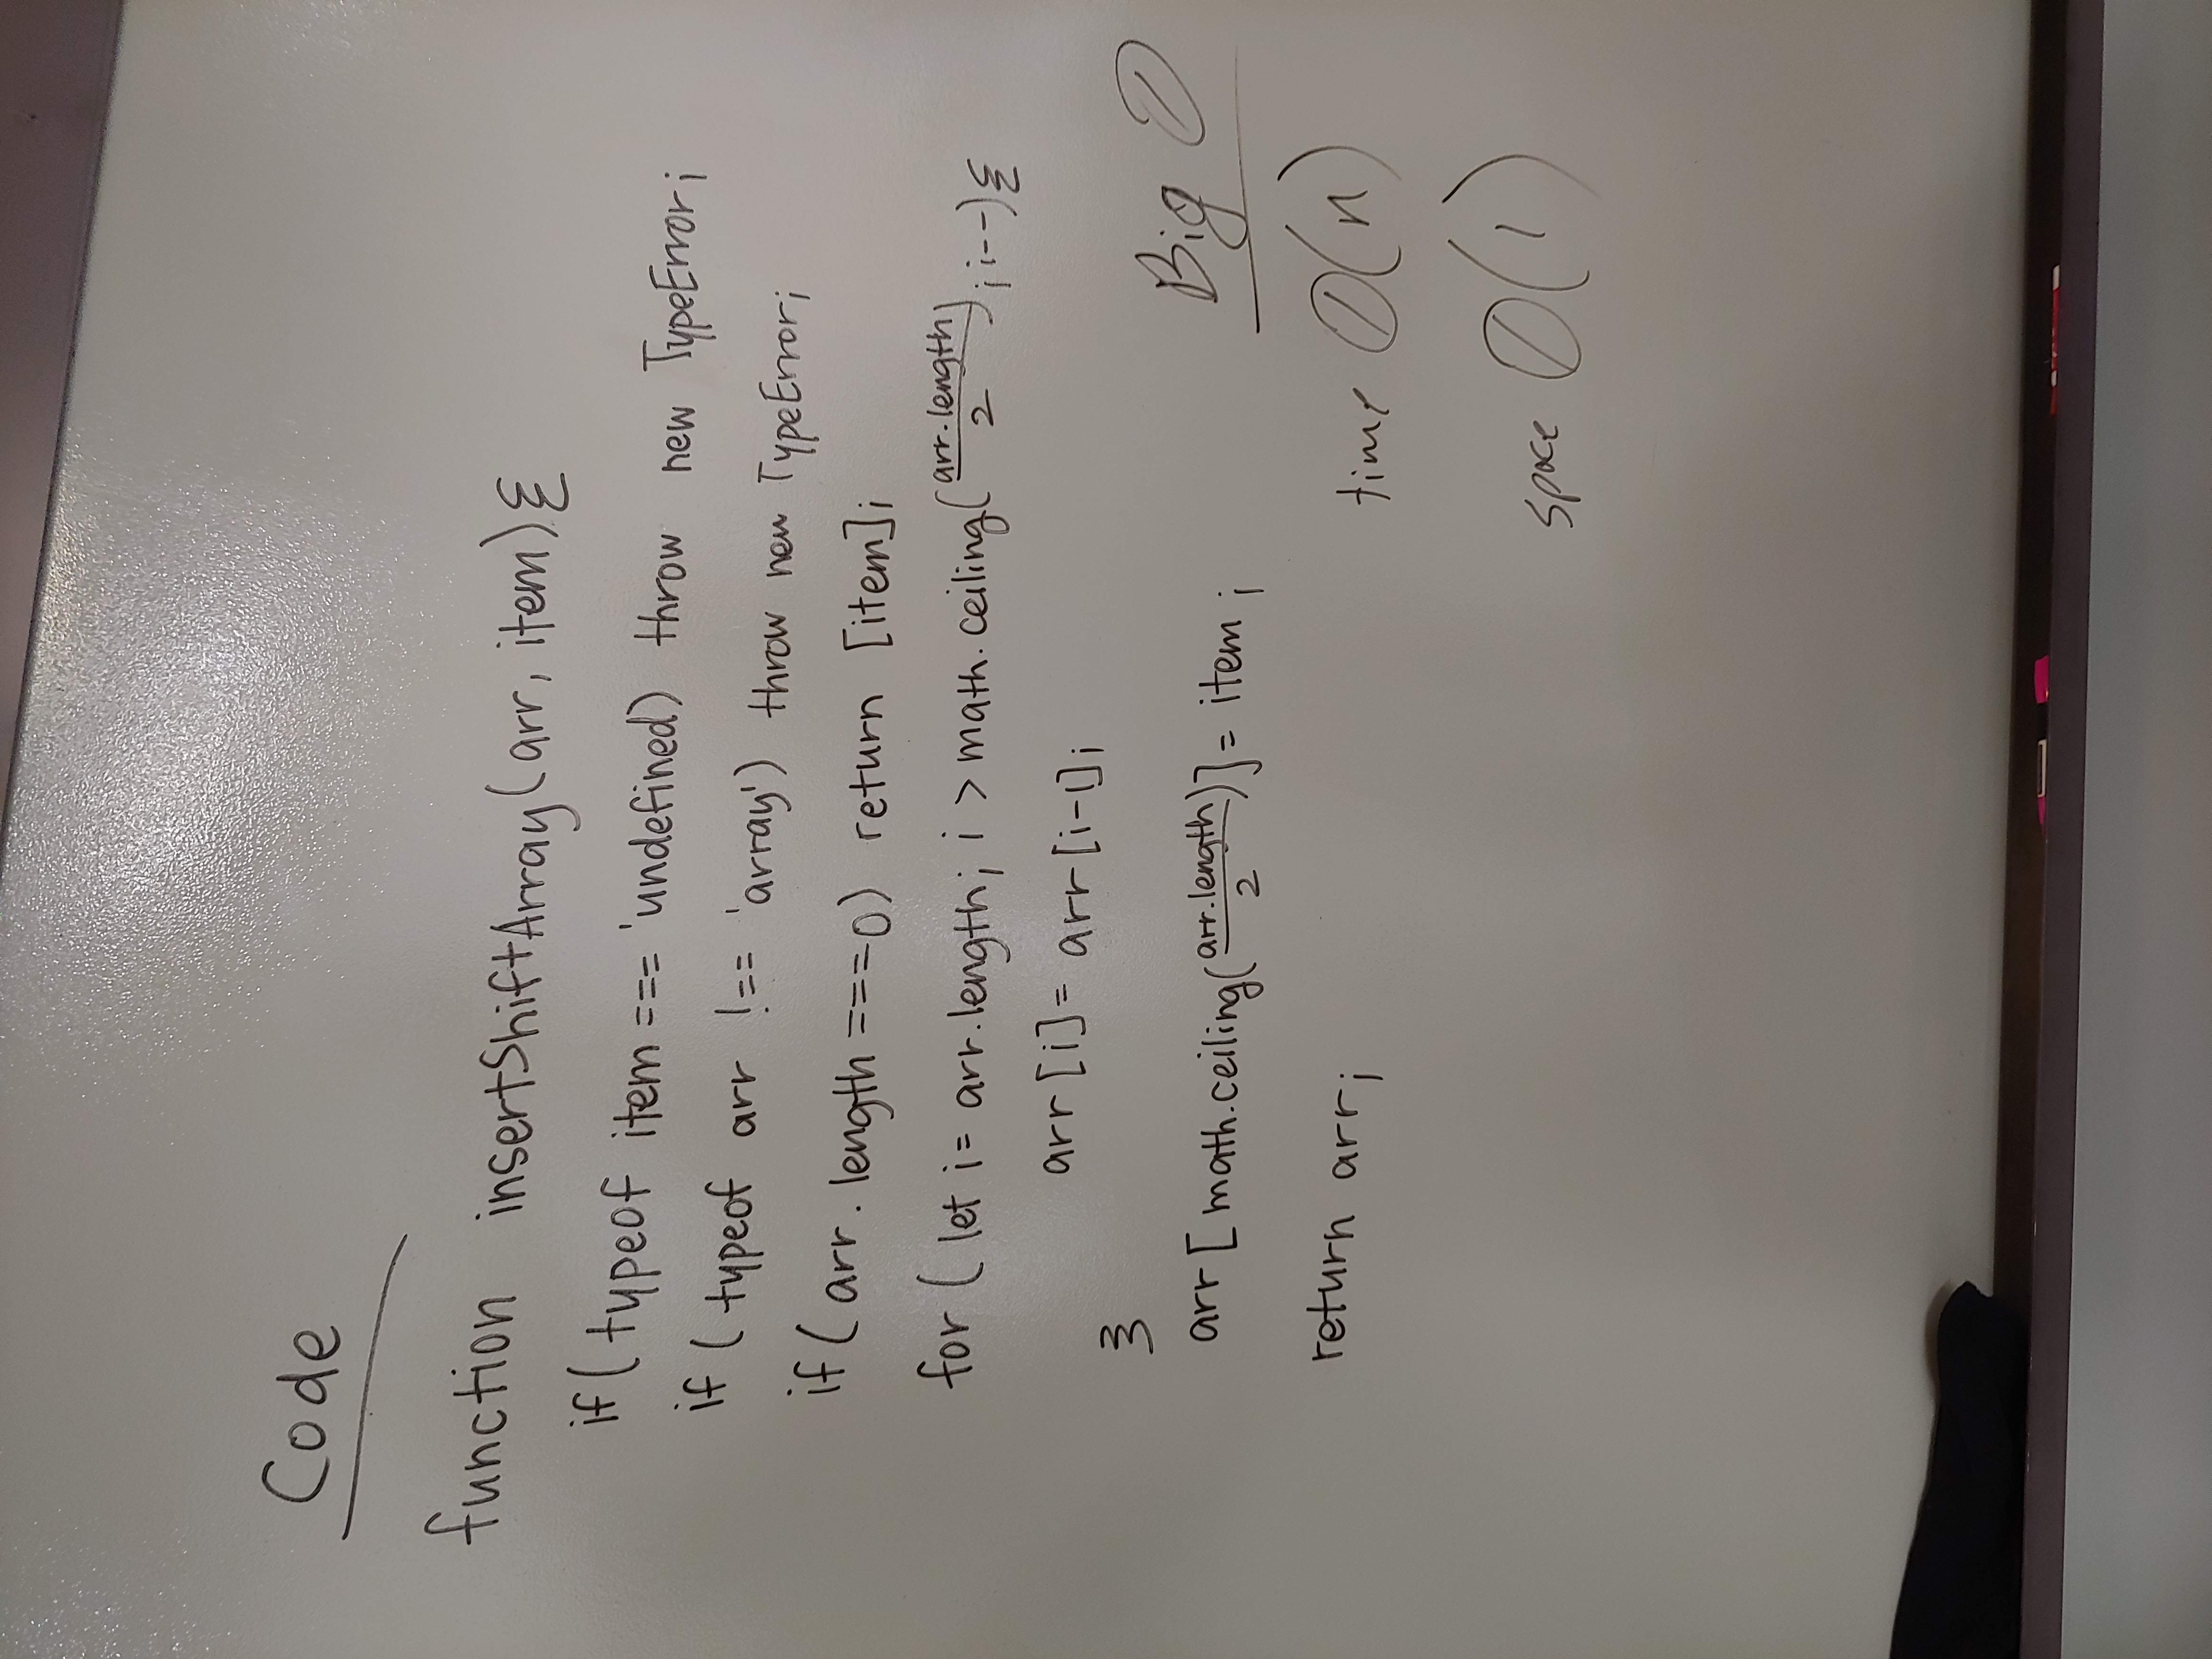 Code
function insertShiftArray(arr, item){
if(typeof item === 'undefined) throw new TypeError;
if(typeof arr !== 'array') throw new TypeError;
if(arr.length ===0) return [item];
for(let i= arr.length; i > math.ceiling(arr.length/2); i--){
arr[i]= arr[i-1];
}
arr[math.ceiling(arr.length/2)]= item;
return arr;
Big O
time O(n)
space O(1)